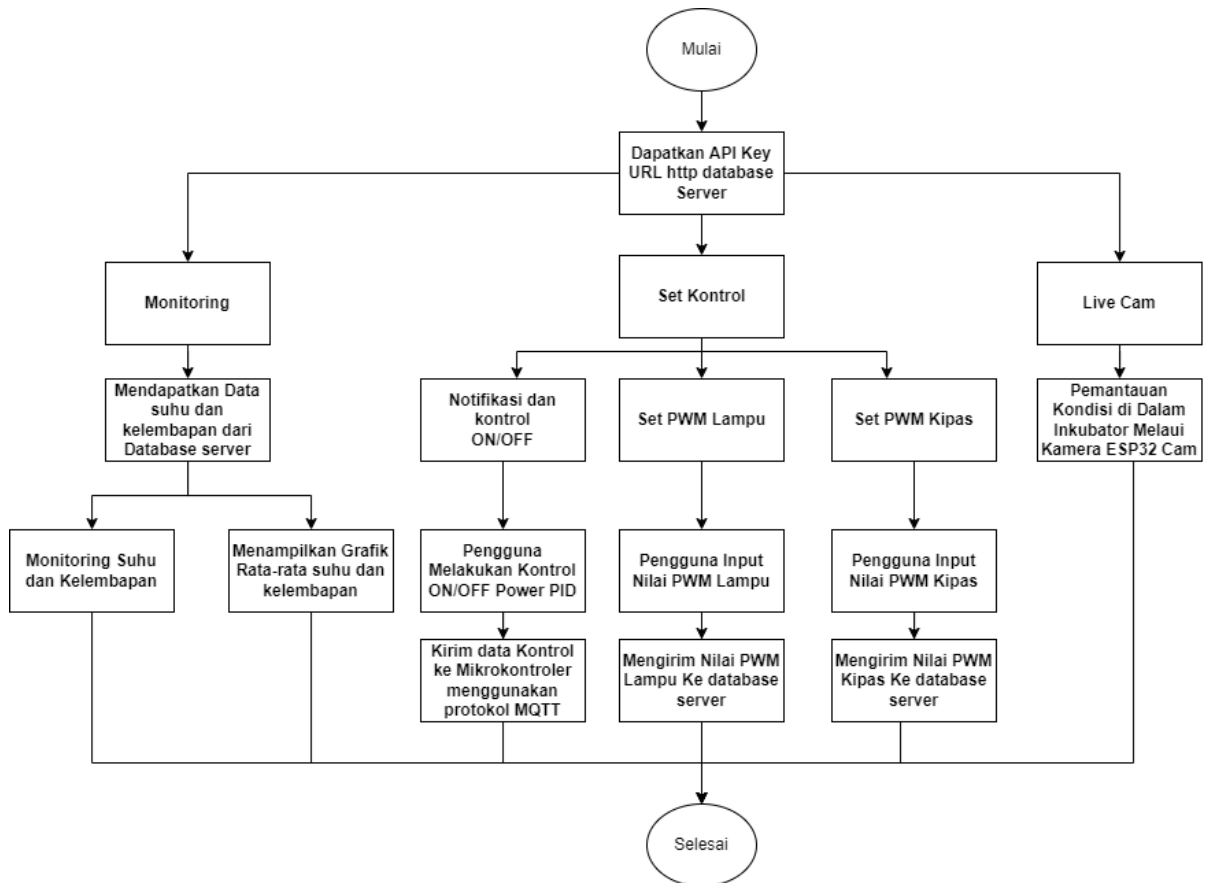 Mulai
Dapatkan API Key
URL http database
Server
Monitoring
Set Kontrol
Live Cam
Mendapatkan Data
suhu dan
kelembapan dari
Database server
Notifikasi dan
kontrol
ON/OFF
Set PWM Lampu
Set PWM Kipas
Pemantauan
Kondisi di Dalam
Inkubator Melaui
Kamera ESP32 Cam
Monitoring Suhu
dan Kelembapan
Menampilkan Grafik
Rata-rata suhu dan
kelembapan
Pengguna
Melakukan Kontrol
ON/OFF Power PID
Pengguna Input
Nilai PWM Lampu
Pengguna Input
Nilai PWM Kipas
Kirim data Kontrol
ke Mikrokontroler
menggunakan
protokol MQTT
Mengirim Nilai PWM
Lampu Ke database
server
Mengirim Nilai PWM
Kipas Ke database
server
Selesai